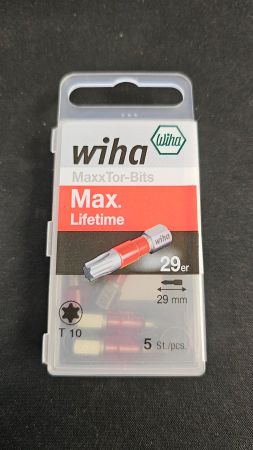 wiha
Wiha
MaxxTor-Bits
Max.
Lifetime
29er
29 mm
T 10
5 St./pcs.